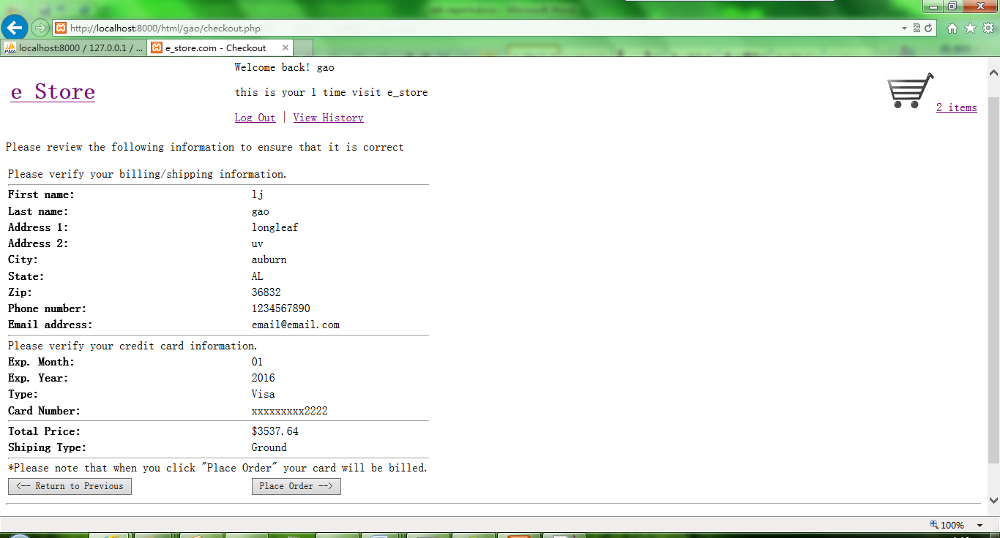 http://localhost:8000/html/gao/checkout.php
localhost:8000 / 127.0.0.1 / ...
e_store.com - Checkout
Welcome back! gao
e Store
this is your 1 time visit e_store
2 items
Log Out | View History
Please review the following information to ensure that it is correct
Please verify your billing/shipping information.
First name: lj
Last name: gao
Address 1: longleaf
Address 2: uv
City: auburn
State: AL
Zip: 36832
Phone number: 1234567890
Email address: email@email.com
Please verify your credit card information.
Exp. Month: 01
Exp. Year: 2016
Type: Visa
Card Number: xxxxxxxxx2222
Total Price: $3537.64
Shiping Type: Ground
*Please note that when you click "Place Order" your card will be billed.
<-- Return to Previous
Place Order -->
100%